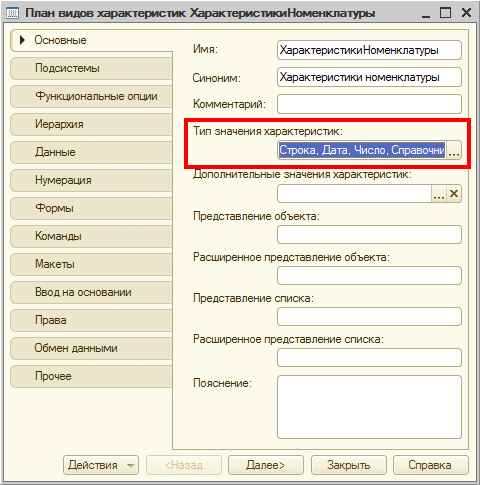 План видов характеристик ХарактеристикиНоменклатуры
Основные
Подсистемы
Функциональные опции
Иерархия
Данные
Нумерация
Формы
Команды
Макеты
Ввод на основании
Права
Обмен данными
Прочее
Имя: ХарактеристикиНоменклатуры
Синоним: Характеристики номенклатуры
Комментарий:
Тип значения характеристик:
Строка, Дата, Число, Справочни ...
Дополнительные значения характеристик:
... ×
Представление объекта:
Расширенное представление объекта:
Представление списка:
Расширенное представление списка:
Пояснение:
Действия <Назад Далее> Закрыть Справка